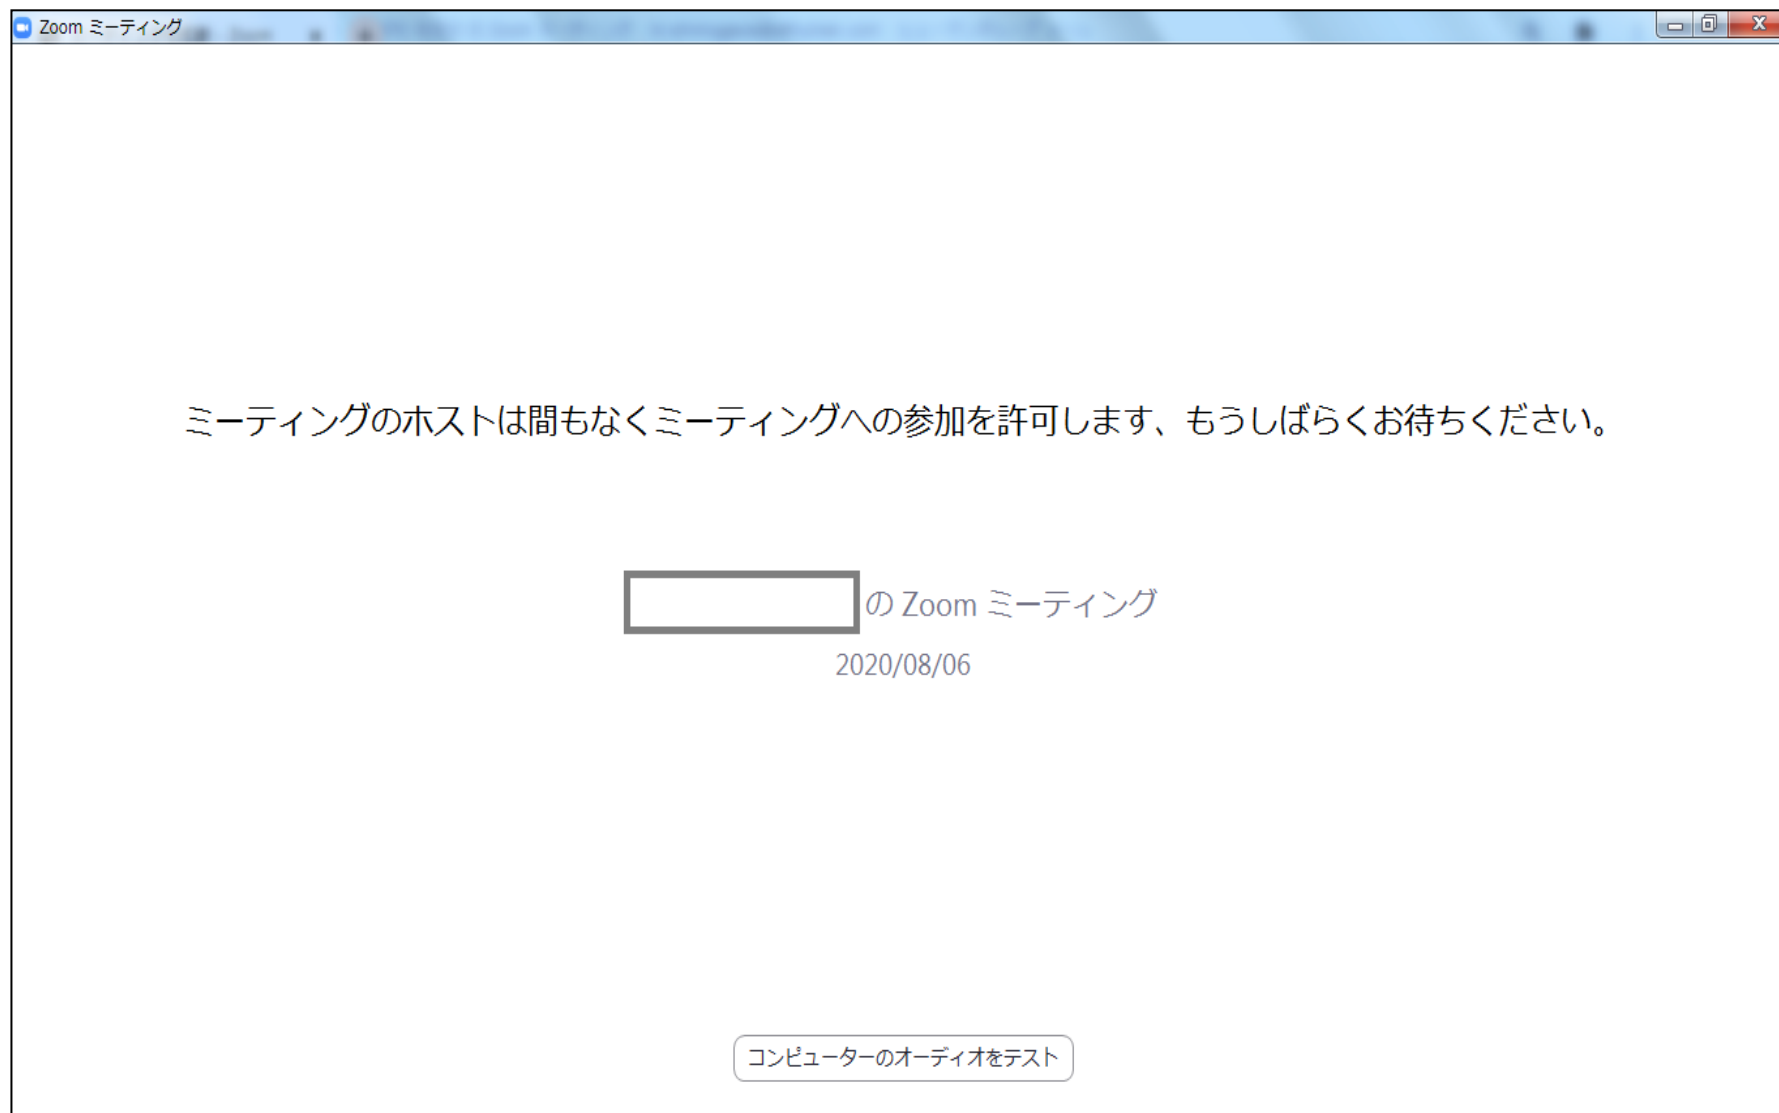 Zoom ミーティング
ミーティングのホストは間もなくミーティングへの参加を許可します、もうしばらくお待ちください。
の Zoom ミーティング
2020/08/06
コンピューターのオーディオをテスト